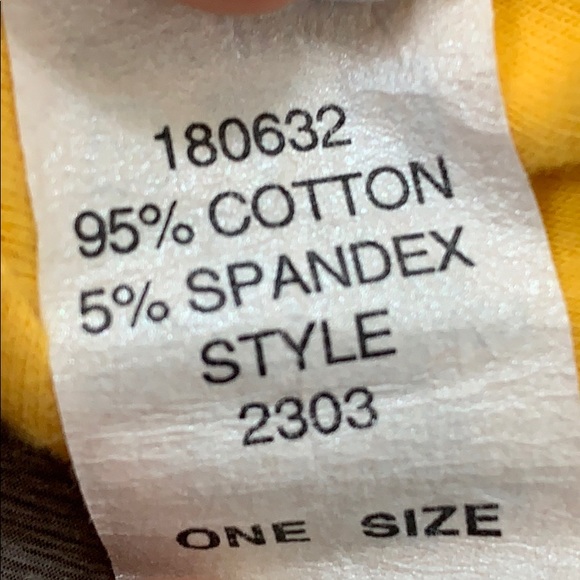 180632
95% COTTON
5% SPANDEX
STYLE
2303
ONE SIZE